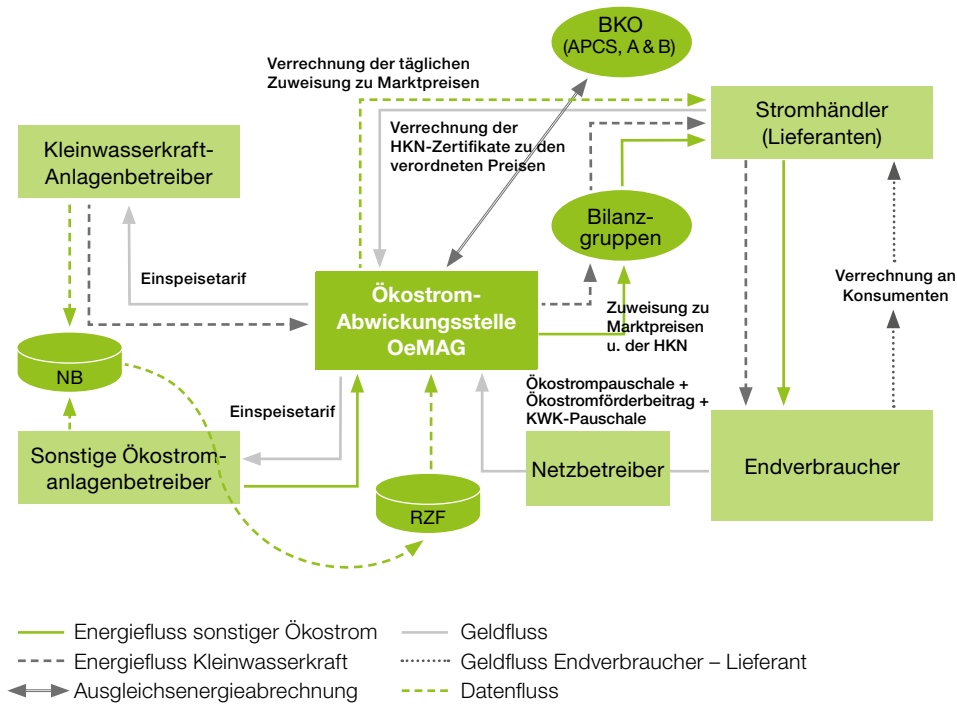 BKO
(APCS, A & B)
Verrechnung der täglichen
Zuweisung zu Marktpreisen
Stromhändler
(Lieferanten)
Verrechnung der
HKN-Zertifikate zu den
verordneten Preisen
Kleinwasserkraft-
Anlagenbetreiber
Bilanz-
gruppen
Einspeisetarif
Verrechnung an
Konsumenten
Ökostrom-
Abwickungsstelle
OeMAG
Zuweisung zu
Marktpreisen
u. der HKN
NB
Ökostrompauschale +
Ökostromförderbeitrag +
KWK-Pauschale
Einspeisetarif
Sonstige Ökostrom-
anlagenbetreiber
Netzbetreiber
Endverbraucher
RZF
Energiefluss sonstiger Ökostrom
Geldfluss
Energiefluss Kleinwasserkraft
Geldfluss Endverbraucher – Lieferant
Ausgleichsenergieabrechnung
Datenfluss